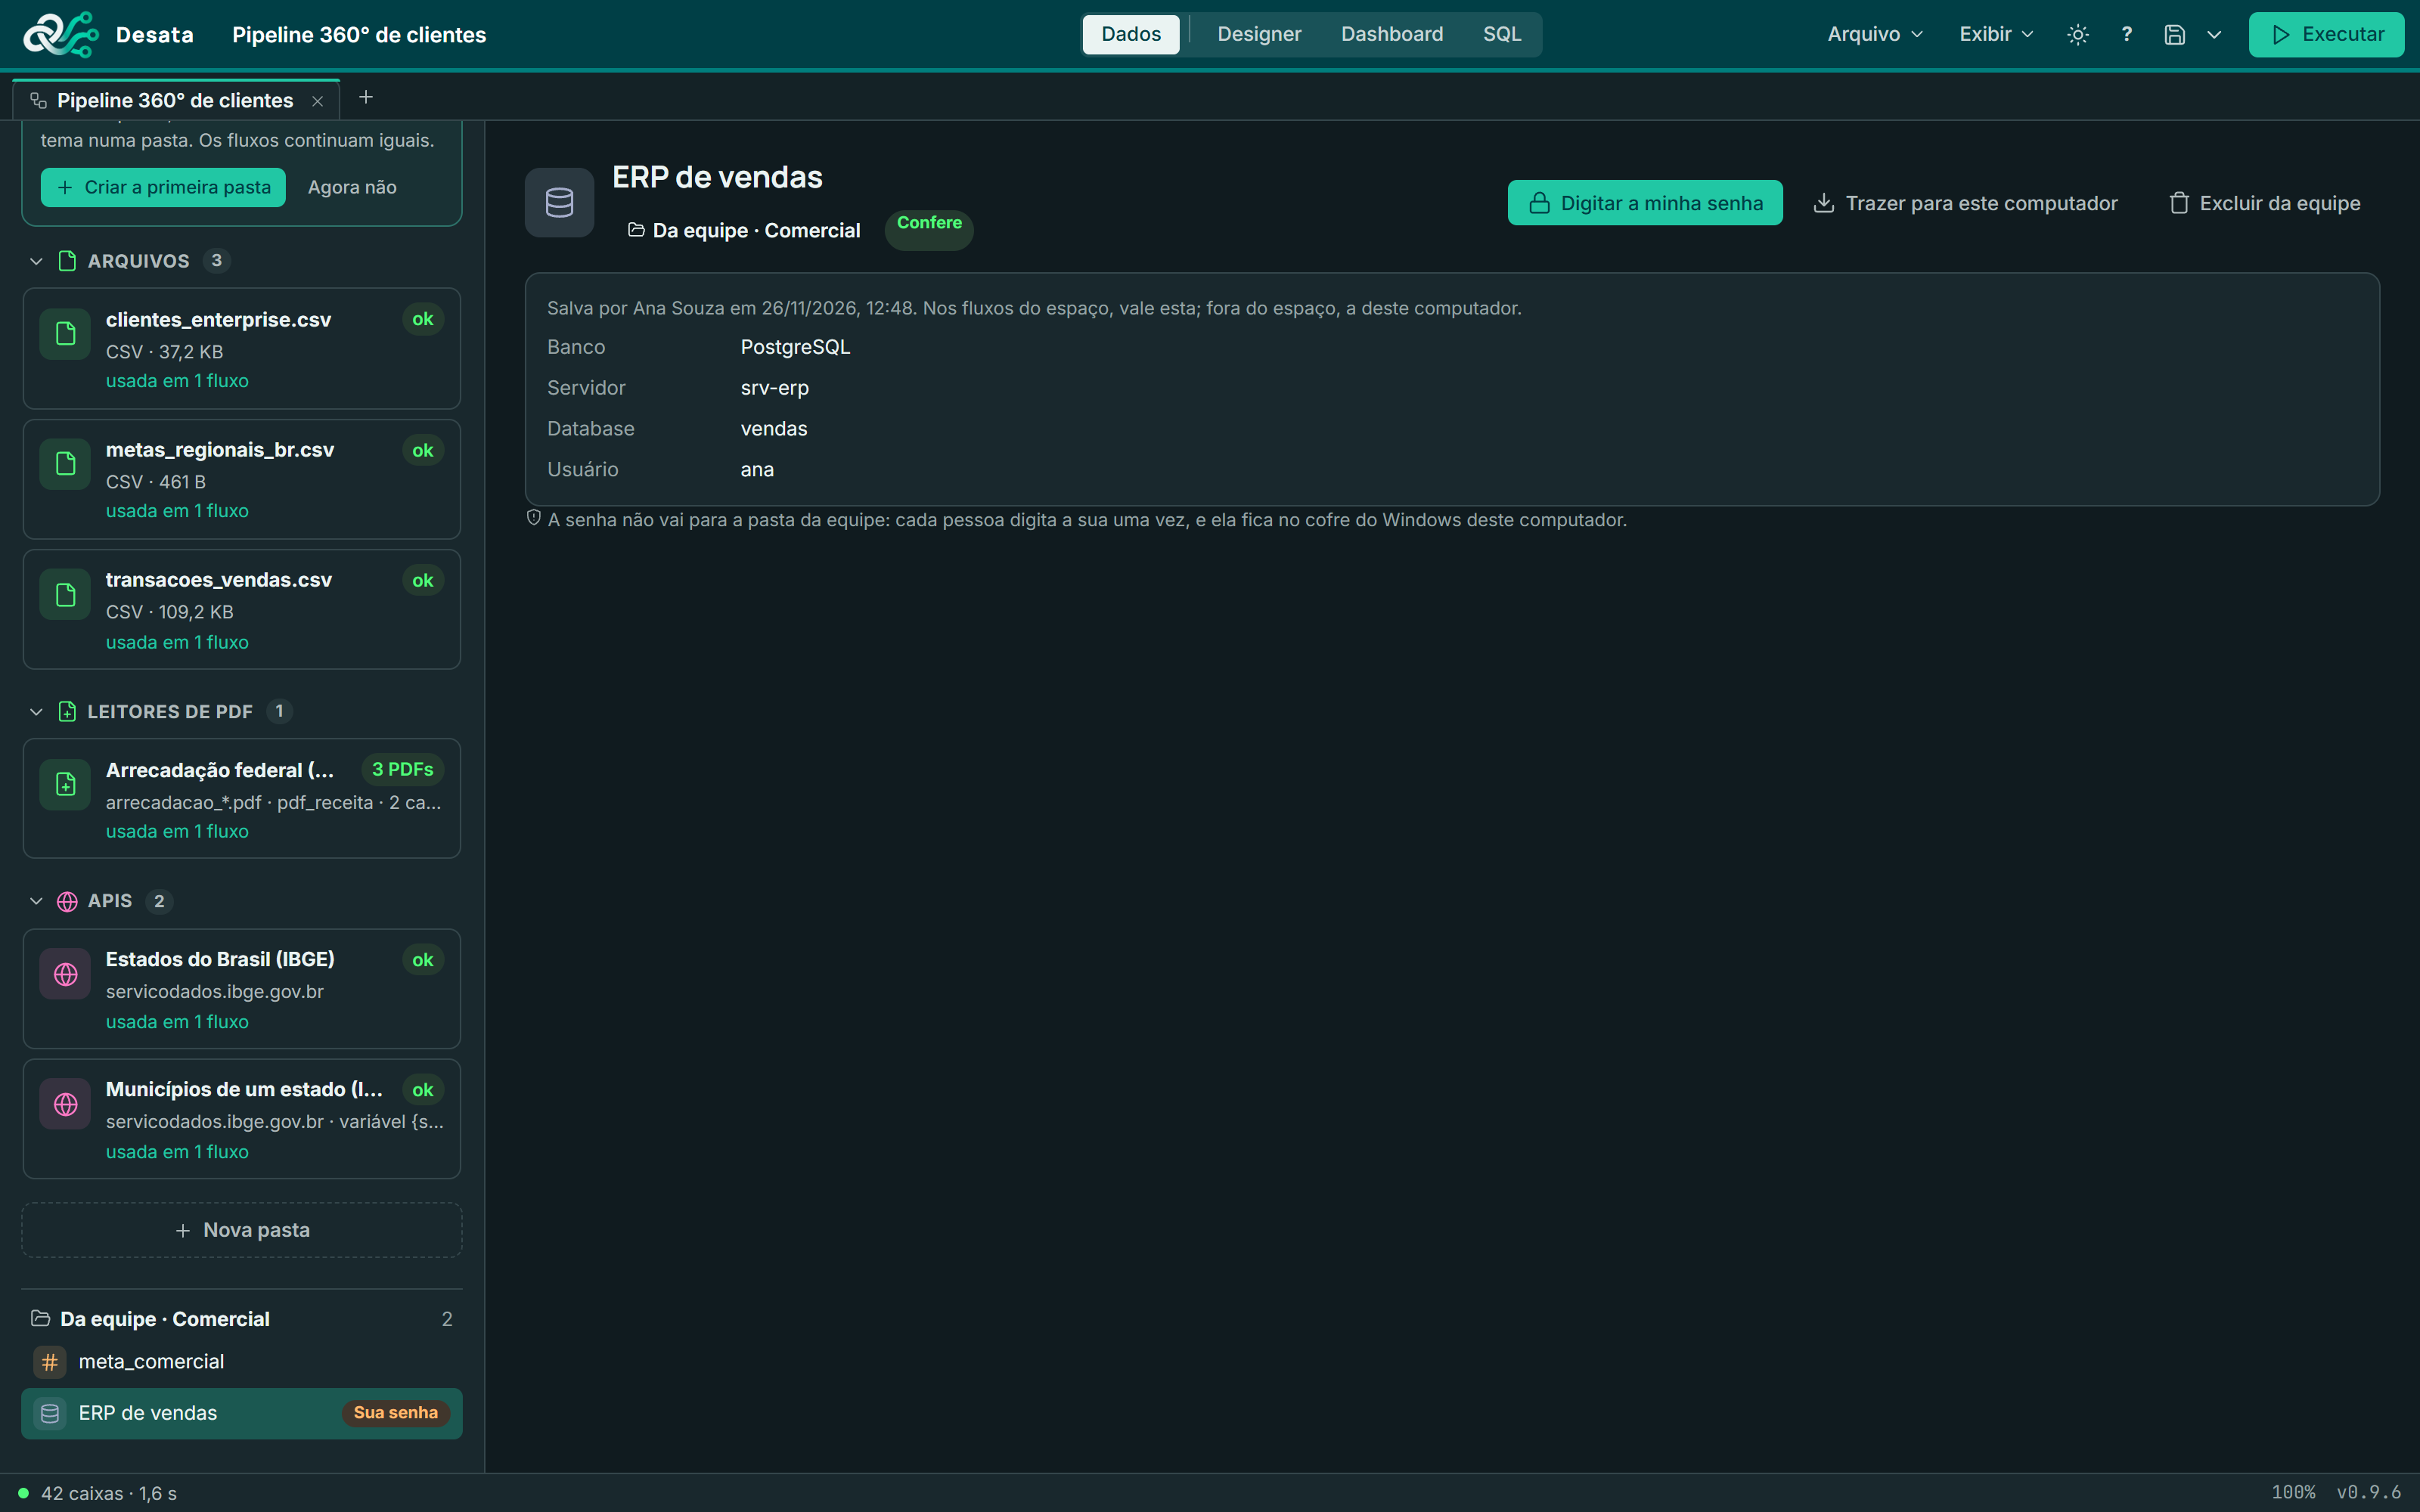 Desata
Pipeline 360° de clientes
Dados
Designer
Dashboard
SQL
Arquivo
Exibir
?
Executar
Pipeline 360° de clientes
tema numa pasta. Os fluxos continuam iguais.
Criar a primeira pasta
Agora não
ARQUIVOS 3
clientes_enterprise.csv
ok
CSV · 37,2 KB
usada em 1 fluxo
metas_regionais_br.csv
ok
CSV · 461 B
usada em 1 fluxo
transacoes_vendas.csv
ok
CSV · 109,2 KB
usada em 1 fluxo
LEITORES DE PDF 1
Arrecadação federal (...
3 PDFs
arrecadacao_*.pdf · pdf_receita · 2 ca...
usada em 1 fluxo
APIS 2
Estados do Brasil (IBGE)
ok
servicodados.ibge.gov.br
usada em 1 fluxo
Municípios de um estado (I...
ok
servicodados.ibge.gov.br · variável {s...
usada em 1 fluxo
+ Nova pasta
Da equipe · Comercial 2
# meta_comercial
ERP de vendas
Sua senha
ERP de vendas
Da equipe · Comercial
Confere
Digitar a minha senha
Trazer para este computador
Excluir da equipe
Salva por Ana Souza em 26/11/2026, 12:48. Nos fluxos do espaço, vale esta; fora do espaço, a deste computador.
Banco PostgreSQL
Servidor srv-erp
Database vendas
Usuário ana
A senha não vai para a pasta da equipe: cada pessoa digita a sua uma vez, e ela fica no cofre do Windows deste computador.
42 caixas · 1,6 s
100% v0.9.6